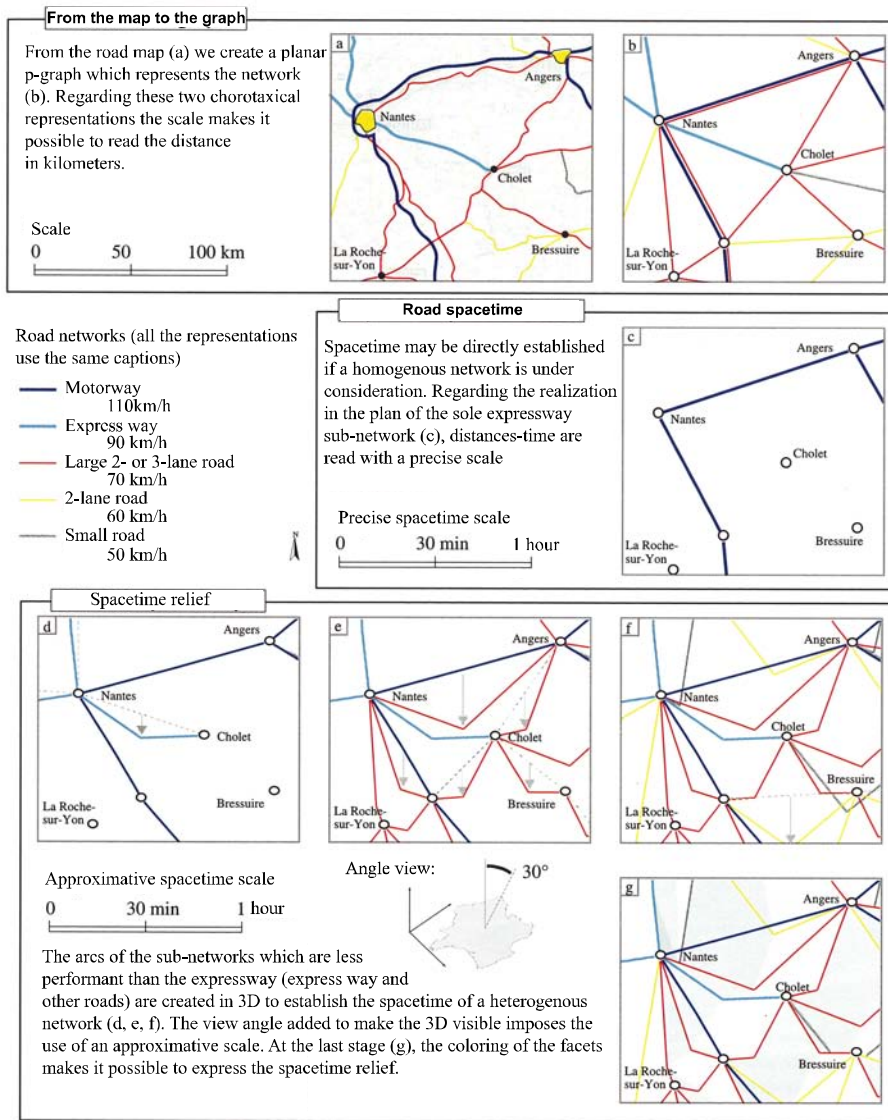 From the map to the graph
From the road map (a) we create a planar
p-graph which represents the network
(b). Regarding these two chorotaxical
representations the scale makes it
possible to read the distance
in kilometers.
Scale
0 50 100 km
a
Angers
Nantes
Cholet
La Roche-
sur-Yon
Bressuire
b
Angers
Nantes
Cholet
La Roche-
sur-Yon
Bressuire
Road networks (all the representations
use the same captions)
Motorway
110km/h
Express way
90 km/h
Large 2- or 3-lane road
70 km/h
2-lane road
60 km/h
Small road
50 km/h
N
Road spacetime
Spacetime may be directly established
if a homogenous network is under
consideration. Regarding the realization
in the plan of the sole expressway
sub-network (c), distances-time are
read with a precise scale
Precise spacetime scale
0 30 min 1 hour
c
Angers
Nantes
Cholet
La Roche-
sur-Yon
Bressuire
Spacetime relief
d
Angers
Nantes
Cholet
La Roche-
sur-Yon
Bressuire
e
Angers
Nantes
Cholet
La Roche-
sur-Yon
Bressuire
f
Angers
Nantes
Cholet
La Roche-
sur-Yon
Bressuire
Approximative spacetime scale
0 30 min 1 hour
Angle view:
30°
The arcs of the sub-networks which are less
performant than the expressway (express way and
other roads) are created in 3D to establish the spacetime of a heterogenous
network (d, e, f). The view angle added to make the 3D visible imposes the
use of an approximative scale. At the last stage (g), the coloring of the facets
makes it possible to express the spacetime relief.
g
Angers
Nantes
Cholet
La Roche-
sur-Yon
Bressuire